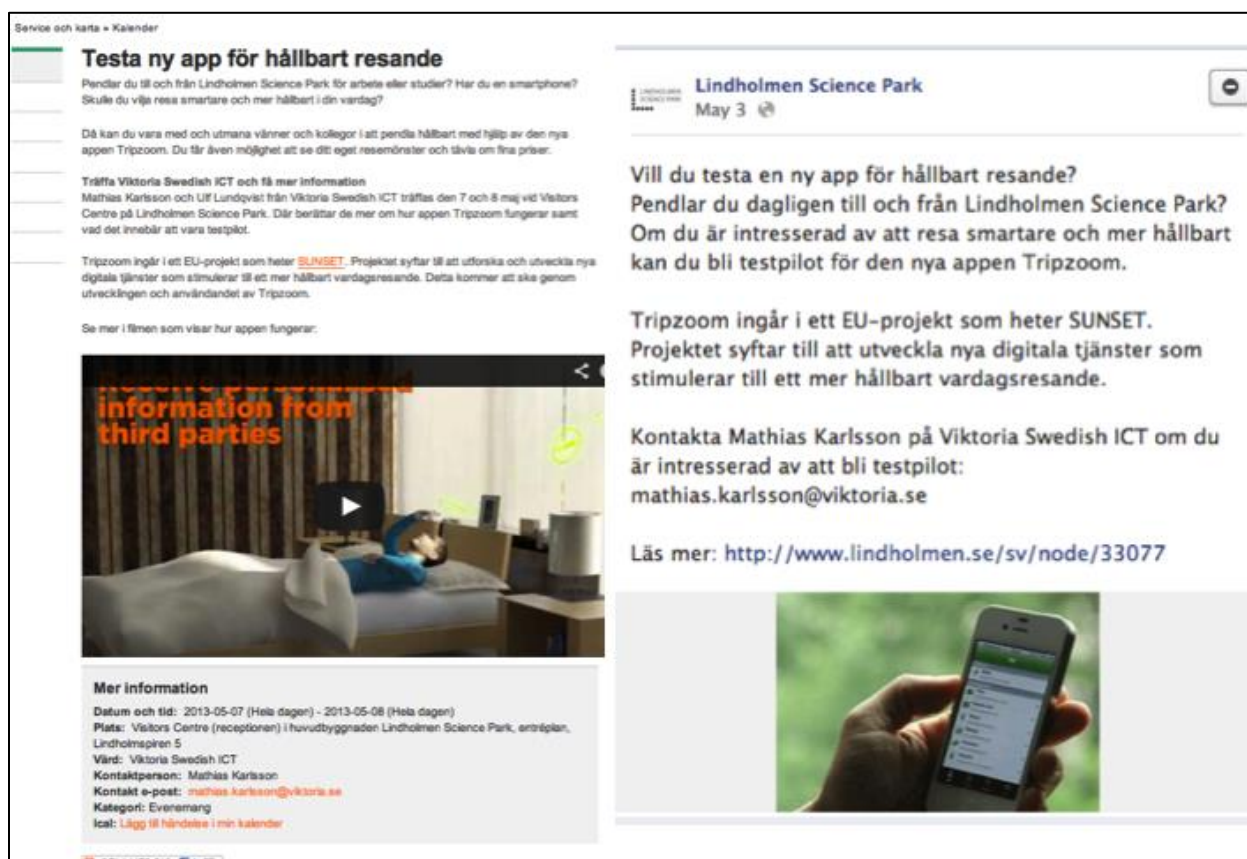 Service och karta » Kalender
Testa ny app för hållbart resande
Pendlar du till och från Lindholmen Science Park för arbete eller studier? Har du en smartphone?
Skulle du vilja resa smartare och mer hållbart i din vardag?
Då kan du vara med och utmana vänner och kollegor i att pendla hållbart med hjälp av den nya
appen Tripzoom. Du får även möjlighet att se ditt eget resemönster och tävla om fina priser.
Träffa Viktoria Swedish ICT och få mer information
Mathias Karlsson och Ulf Lundqvist från Viktoria Swedish ICT träffas den 7 och 8 maj vid Visitors
Centre på Lindholmen Science Park. Där berättar de mer om hur appen Tripzoom fungerar samt
vad det innebär att vara testpilot.
Tripzoom ingår i ett EU-projekt som heter SUNSET. Projektet syftar till att utforska och utveckla nya
digitala tjänster som stimulerar till ett mer hållbart vardagsresande. Detta kommer att ske genom
utvecklingen och användandet av Tripzoom.
Se mer i filmen som visar hur appen fungerar:
Receive personalised
information from
third parties
Mer information
Datum och tid: 2013-05-07 (Hela dagen) - 2013-05-08 (Hela dagen)
Plats: Visitors Centre (receptionen) i huvudbyggnaden Lindholmen Science Park, entréplan,
Lindholmspiren 5
Värd: Viktoria Swedish ICT
Kontaktperson: Mathias Karlsson
Kontakt e-post: mathias.karlsson@viktoria.se
Kategori: Evenemang
Ical: Lägg till händelse i min kalender
LINDHOLMEN
SCIENCE PARK
Lindholmen Science Park
May 3
Vill du testa en ny app för hållbart resande?
Pendlar du dagligen till och från Lindholmen Science Park?
Om du är intresserad av att resa smartare och mer hållbart
kan du bli testpilot för den nya appen Tripzoom.
Tripzoom ingår i ett EU-projekt som heter SUNSET.
Projektet syftar till att utveckla nya digitala tjänster som
stimulerar till ett mer hållbart vardagsresande.
Kontakta Mathias Karlsson på Viktoria Swedish ICT om du
är intresserad av att bli testpilot:
mathias.karlsson@viktoria.se
Läs mer: http://www.lindholmen.se/sv/node/33077